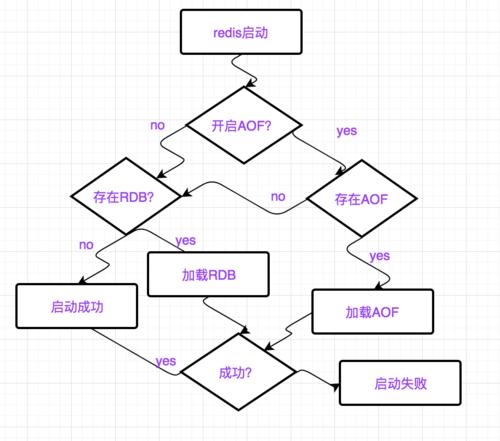 redis启动
开启AOF?
no
yes
存在RDB?
no
存在AOF
no
yes
yes
加载RDB
启动成功
加载AOF
yes
成功?
启动失败